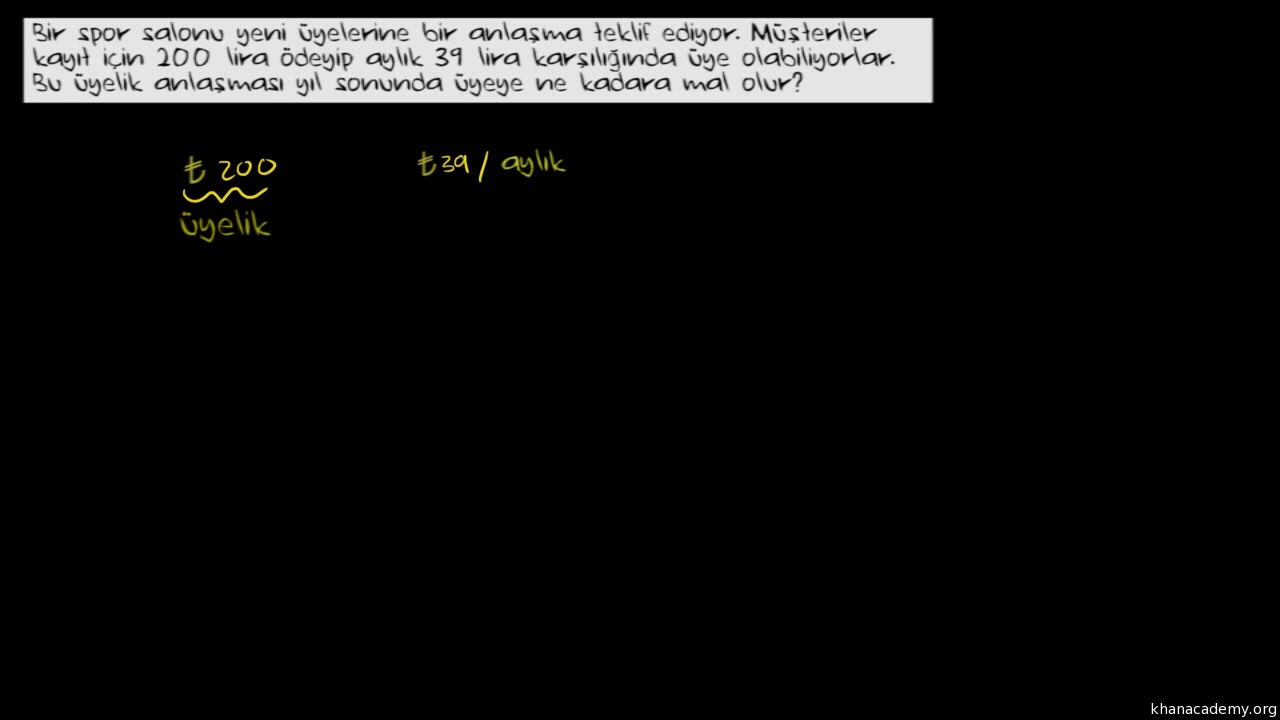 Bir spor salonu yeni üyelerine bir anlaşma teklif ediyor. Müşteriler
kayıt için 200 lira ödeyip aylık 39 lira karşılığında üye olabiliyorlar.
Bu üyelik anlaşması yıl sonunda üyeye ne kadara mal olur?
₺ 200 ₺39 / aylık
üyelik
khanacademy.org